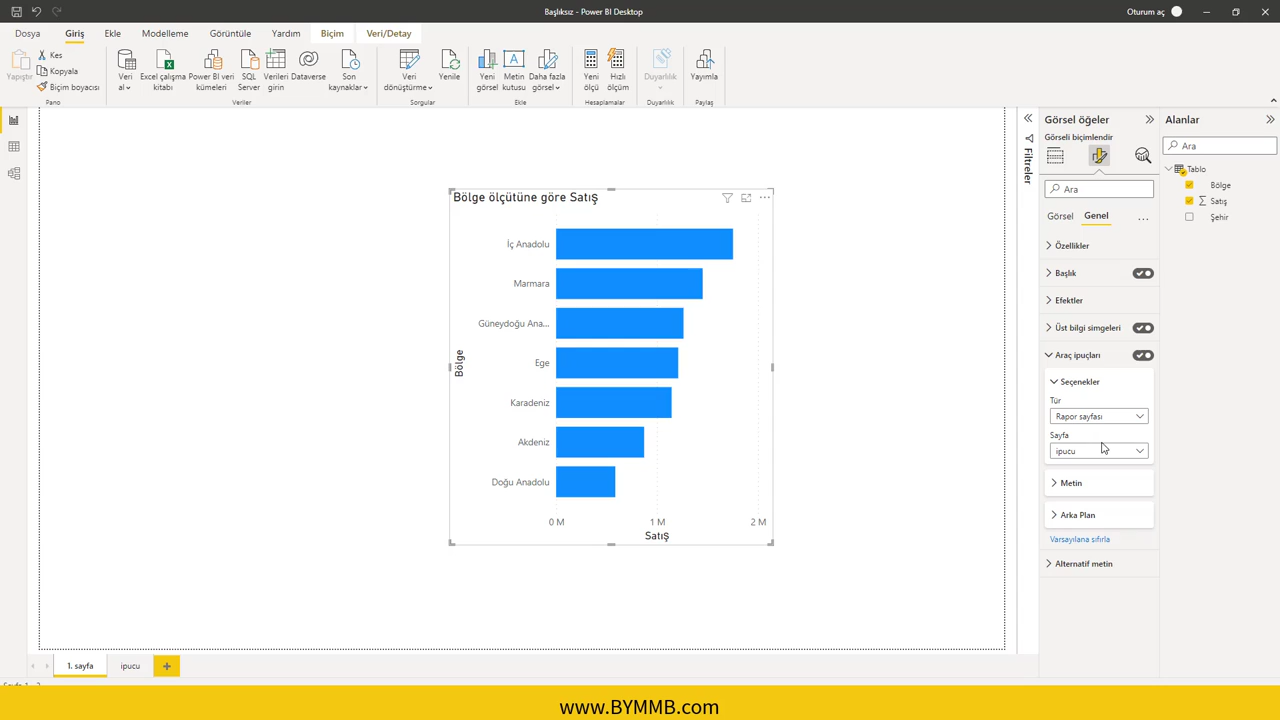 Başlıksız - Power BI Desktop
Oturum aç
Dosya
Giriş
Ekle
Modelleme
Görüntüle
Yardım
Biçim
Veri/Detay
Yapıştır
Kes
Kopyala
Biçim boyacısı
Pano
Veri al
Excel çalışma kitabı
Power BI veri kümeleri
SQL Server
Verileri girin
Dataverse
Son kaynaklar
Veriler
Veri dönüştürme
Yenile
Sorgular
Yeni görsel
Metin kutusu
Daha fazla görsel
Ekle
Yeni ölçü
Hızlı ölçüm
Hesaplamalar
Duyarlılık
Duyarlılık
Yayımla
Paylaş
Bölge ölçütüne göre Satış
İç Anadolu
Marmara
Güneydoğu Ana...
Ege
Karadeniz
Akdeniz
Doğu Anadolu
Bölge
0 M
1 M
2 M
Satış
Filtreler
Görsel öğeler
Görseli biçimlendir
Ara
Görsel
Genel
...
Özellikler
Başlık
Efektler
Üst bilgi simgeleri
Araç ipuçları
Seçenekler
Tür
Rapor sayfası
Sayfa
ipucu
Metin
Arka Plan
Varsayılana sıfırla
Alternatif metin
Alanlar
Ara
Tablo
Bölge
Satış
Şehir
1. sayfa
ipucu
www.BYMMB.com